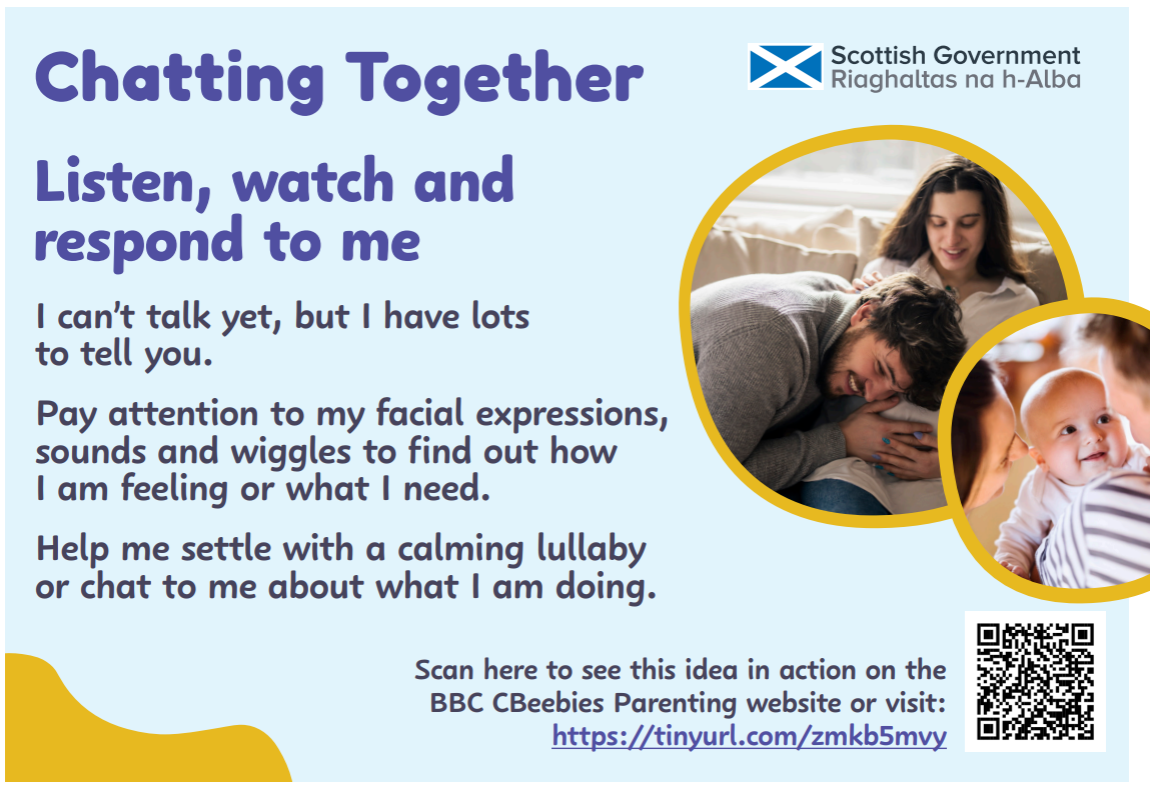 Chatting Together
Scottish Government
Riaghaltas na h-Alba
Listen, watch and
respond to me
I can't talk yet, but I have lots
to tell you.
Pay attention to my facial expressions,
sounds and wiggles to find out how
I am feeling or what I need.
Help me settle with a calming lullaby
or chat to me about what I am doing.
Scan here to see this idea in action on the
BBC CBeebies Parenting website or visit:
https://tinyurl.com/zmkb5mvy